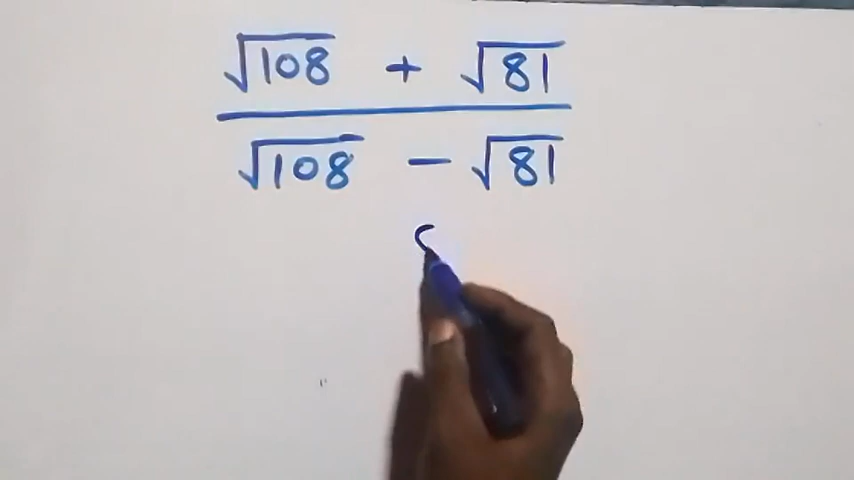 √108 + √81
√108 - √81